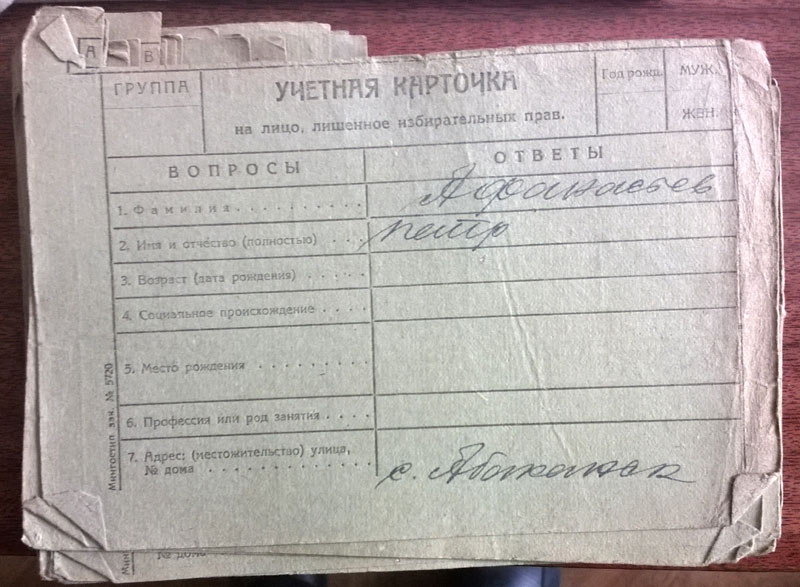 А
В
ГРУППА
УЧЕТНАЯ КАРТОЧКА
на лицо, лишенное избирательных прав.
Год рожд.
МУЖ.
ЖЕН.
ВОПРОСЫ
ОТВЕТЫ
1. Фамилия
Афанасьев
2. Имя и отчество (полностью)
Петр
3. Возраст (дата рождения)
4. Социальное происхождение
5. Место рождения
6. Профессия или род занятия
7. Адрес: (местожительство) улица,
№ дома
с.
зак. № 5720
№ дома